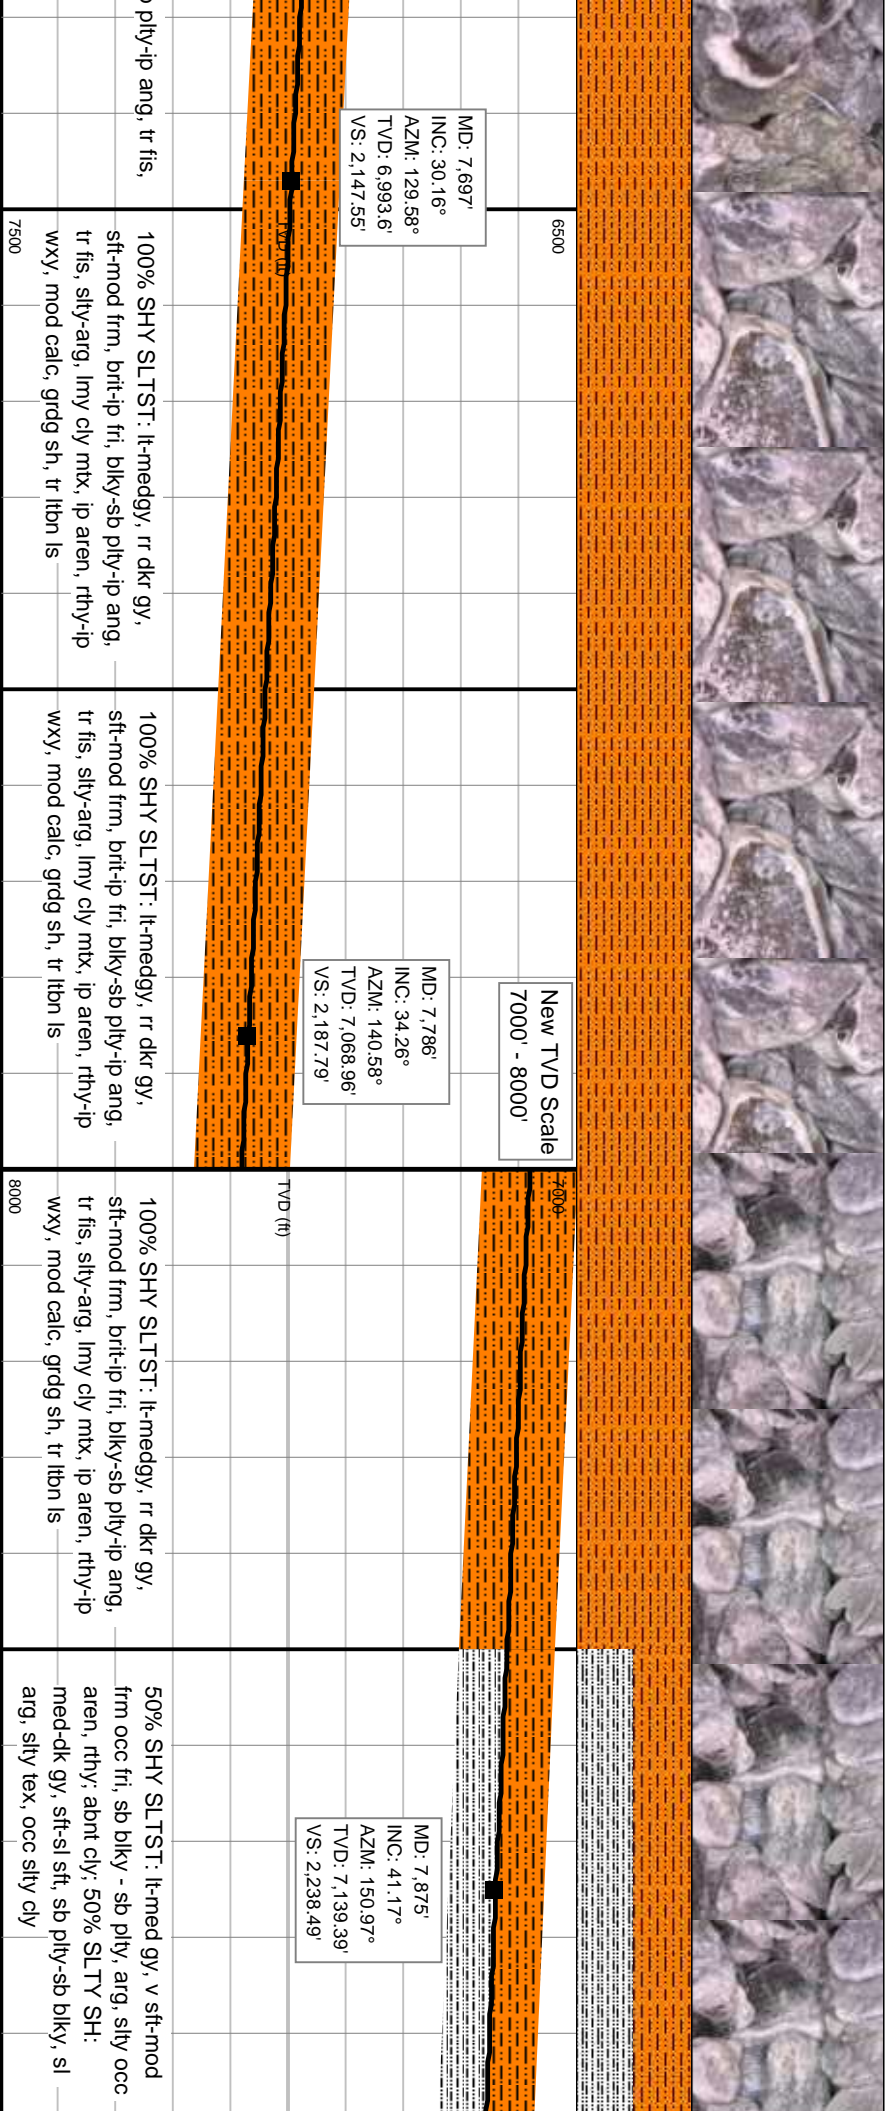 plty-ip ang, tr fis,
MD: 7,697'
INC: 30.16°
AZM: 129.58°
TVD: 6,993.6'
VS: 2,147.55'
6500
TVD (ft)
7500
100% SHY SLTST: lt-medgy, rr dkr gy,
sft-mod frm, brit-ip fri, blky-sb plty-ip ang,
tr fis, slty-arg, lmy cly mtx, ip aren, rthy-ip
wxy, mod calc, grdg sh, tr ltbn ls
100% SHY SLTST: lt-medgy, rr dkr gy,
sft-mod frm, brit-ip fri, blky-sb plty-ip ang,
tr fis, slty-arg, lmy cly mtx, ip aren, rthy-ip
wxy, mod calc, grdg sh, tr ltbn ls
MD: 7,786'
INC: 34.26°
AZM: 140.58°
TVD: 7,068.96'
VS: 2,187.79'
New TVD Scale
7000' - 8000'
7000
TVD (ft)
8000
100% SHY SLTST: lt-medgy, rr dkr gy,
sft-mod frm, brit-ip fri, blky-sb plty-ip ang,
tr fis, slty-arg, lmy cly mtx, ip aren, rthy-ip
wxy, mod calc, grdg sh, tr ltbn ls
MD: 7,875'
INC: 41.17°
AZM: 150.97°
TVD: 7,139.39'
VS: 2,238.49'
50% SHY SLTST: lt-med gy, v sft-mod
frm occ fri, sb blky - sb plty, arg, slty occ
aren, rthy; abnt cly; 50% SLTY SH:
med-dk gy, sft-sl sft, sb plty-sb blky, sl
arg, slty tex, occ slty cly